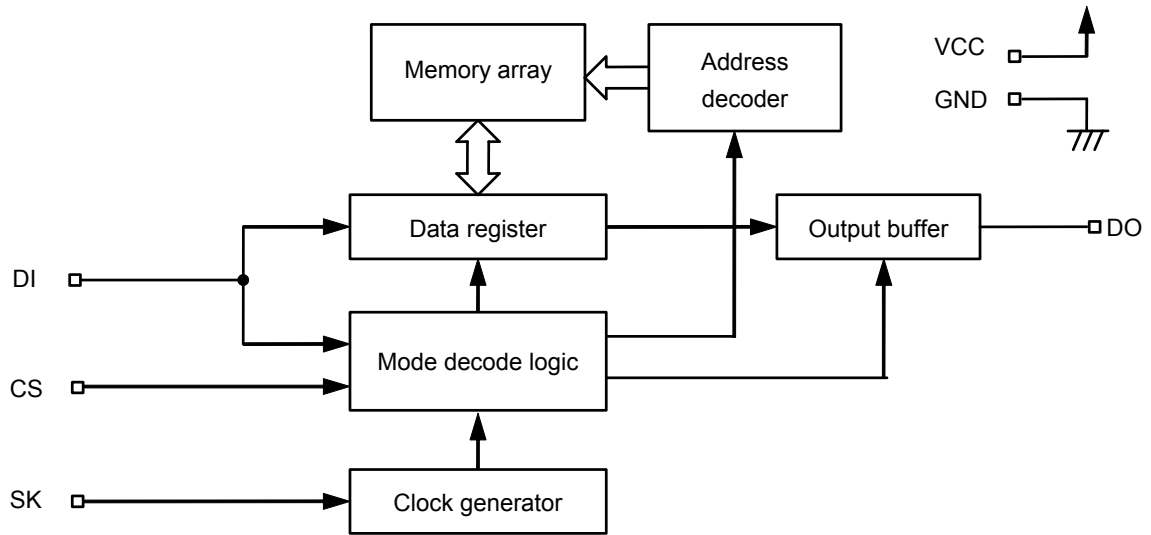 Memory array
Address
decoder
VCC
GND
Data register
Output buffer
DO
DI
Mode decode logic
CS
SK
Clock generator